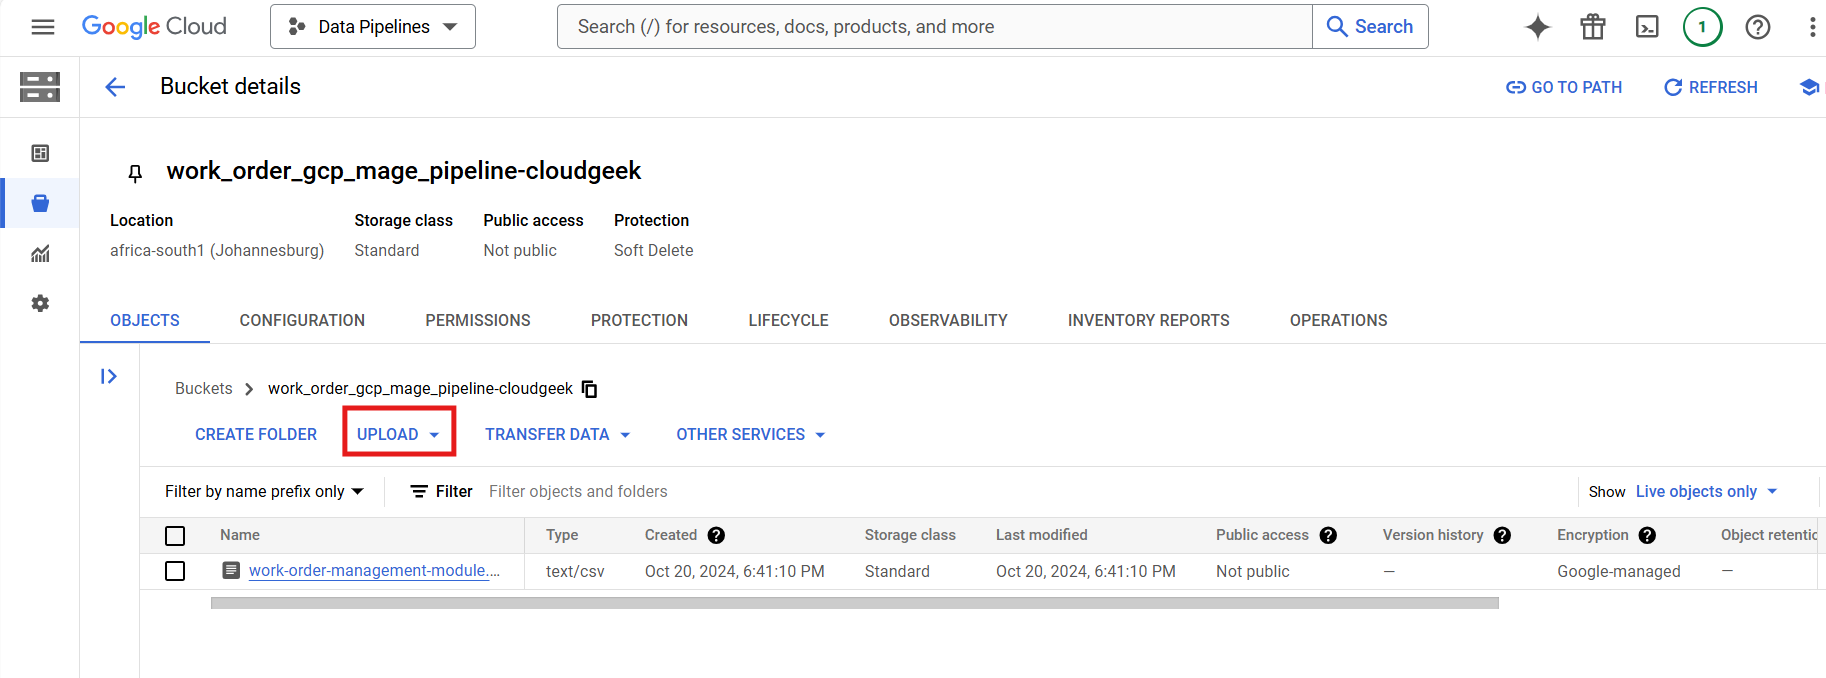 Google Cloud
Data Pipelines
Search (/) for resources, docs, products, and more
Search
1
Bucket details
GO TO PATH
REFRESH
work_order_gcp_mage_pipeline-cloudgeek
Location Storage class Public access Protection
africa-south1 (Johannesburg) Standard Not public Soft Delete
OBJECTS CONFIGURATION PERMISSIONS PROTECTION LIFECYCLE OBSERVABILITY INVENTORY REPORTS OPERATIONS
Buckets > work_order_gcp_mage_pipeline-cloudgeek
CREATE FOLDER UPLOAD TRANSFER DATA OTHER SERVICES
Filter by name prefix only Filter Filter objects and folders Show Live objects only
Name Type Created Storage class Last modified Public access Version history Encryption Object retentic
work-order-management-module.... text/csv Oct 20, 2024, 6:41:10 PM Standard Oct 20, 2024, 6:41:10 PM Not public — Google-managed —